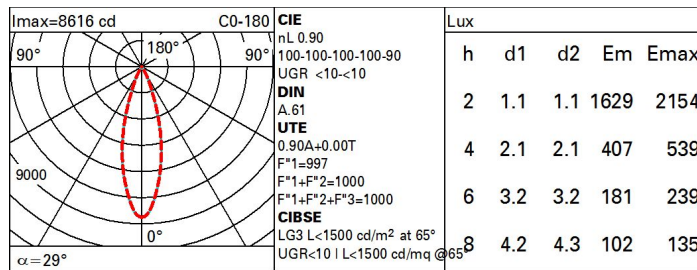 Imax=8616 cd C0-180
90° 180° 90°
9000
0°
α=29°
CIE
nL 0.90
100-100-100-100-90
UGR <10-<10
DIN
A.61
UTE
0.90A+0.00T
F"1=997
F"1+F"2=1000
F"1+F"2+F"3=1000
CIBSE
LG3 L<1500 cd/m² at 65°
UGR<10 | L<1500 cd/mq @65°
Lux
h d1 d2 Em Emax
2 1.1 1.1 1629 2154
4 2.1 2.1 407 539
6 3.2 3.2 181 239
8 4.2 4.3 102 135